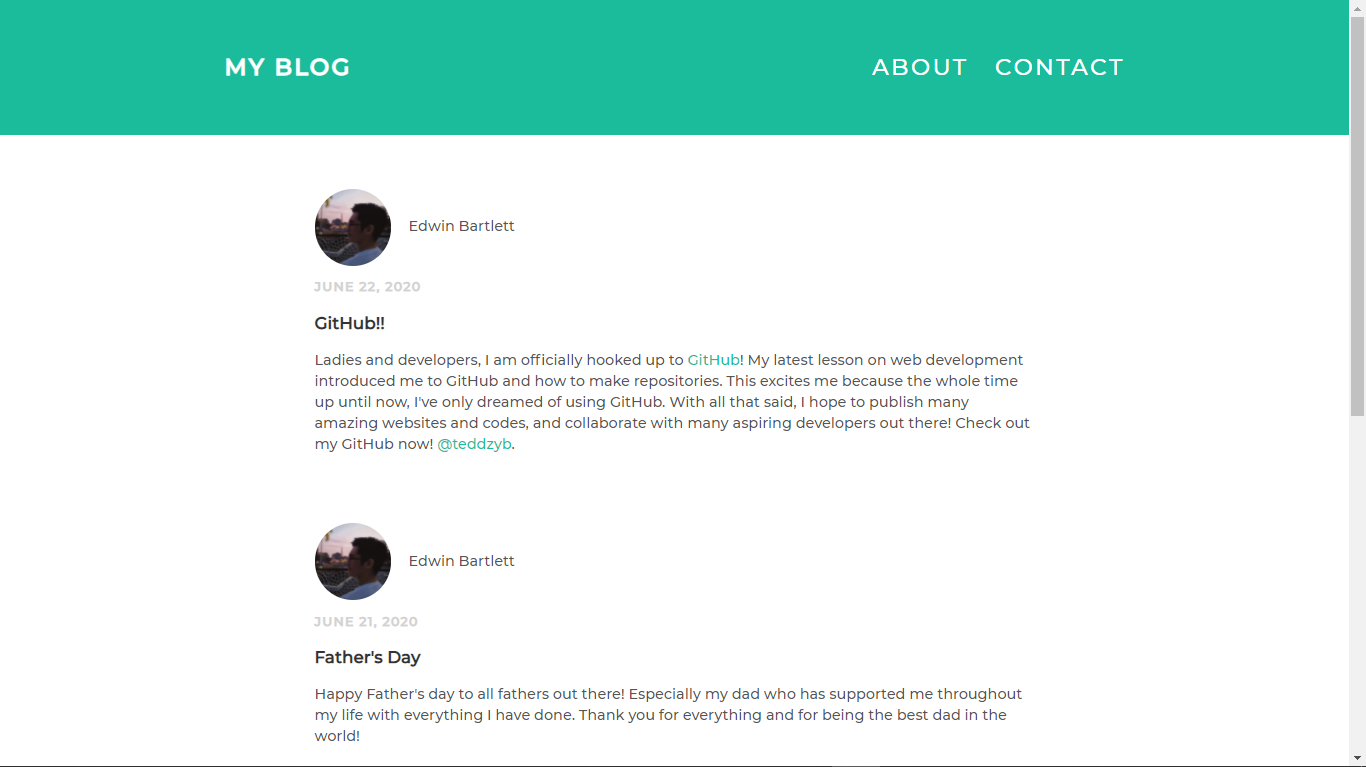 MY BLOG
ABOUT CONTACT
Edwin Bartlett
JUNE 22, 2020
GitHub!!
Ladies and developers, I am officially hooked up to GitHub! My latest lesson on web development
introduced me to GitHub and how to make repositories. This excites me because the whole time
up until now, I've only dreamed of using GitHub. With all that said, I hope to publish many
amazing websites and codes, and collaborate with many aspiring developers out there! Check out
my GitHub now! @teddzyb.
Edwin Bartlett
JUNE 21, 2020
Father's Day
Happy Father's day to all fathers out there! Especially my dad who has supported me throughout
my life with everything I have done. Thank you for everything and for being the best dad in the
world!